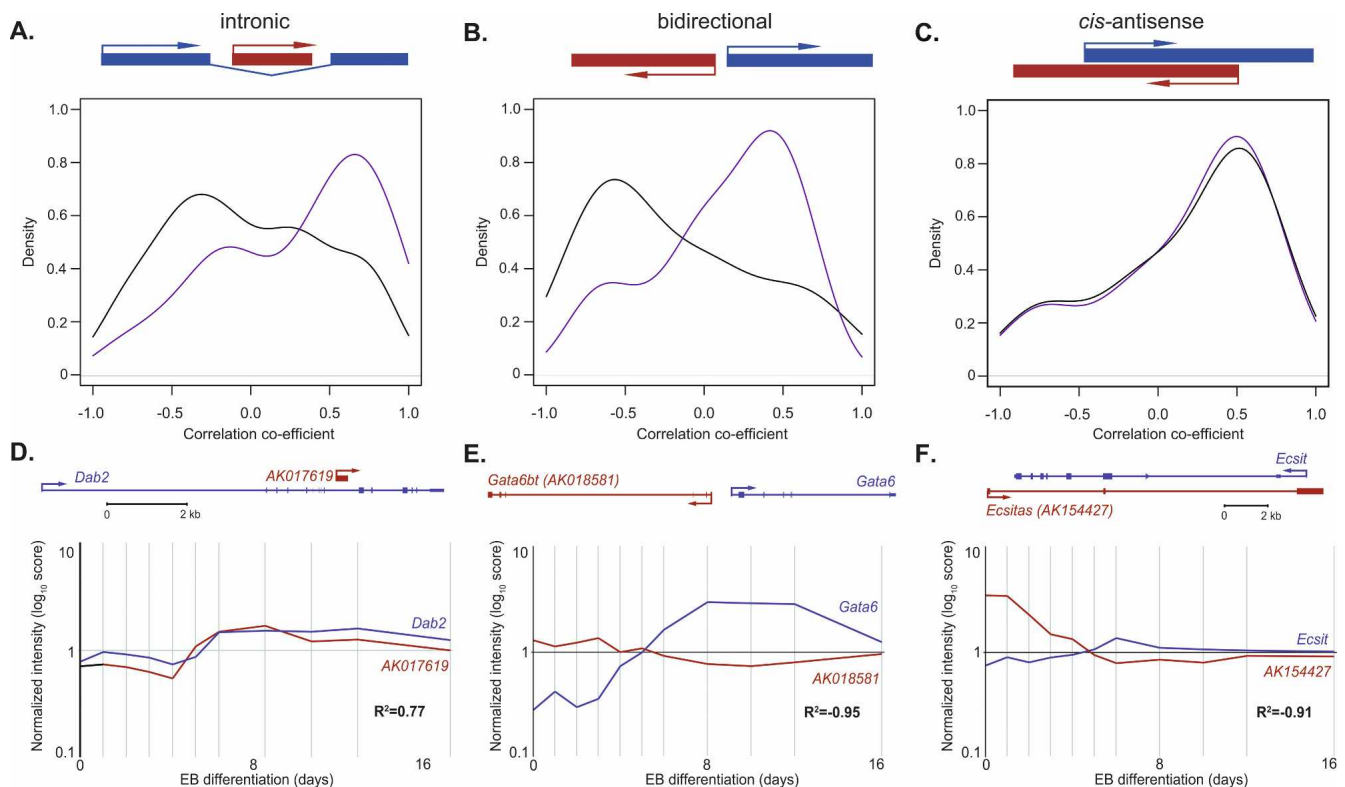 A.
intronic
B.
bidirectional
C.
cis-antisense
1.0
0.8
0.6
0.4
0.2
0
Density
-1.0
-0.5
0.0
0.5
1.0
Correlation co-efficient
1.0
0.8
0.6
0.4
0.2
0
Density
-1.0
-0.5
0.0
0.5
1.0
Correlation co-efficient
1.0
0.8
0.6
0.4
0.2
0
Density
-1.0
-0.5
0.0
0.5
1.0
Correlation co-efficient
D.
Dab2
AK017619
0
2 kb
10
1
0.1
Normalized intensity (log10 score)
Dab2
AK017619
R2=0.77
0
8
16
EB differentiation (days)
E.
Gata6bt (AK018581)
Gata6
10
1
0.1
Normalized intensity (log10 score)
Gata6
AK018581
R2=-0.95
0
8
16
EB differentiation (days)
F.
Ecsit
Ecsitas (AK154427)
0
2 kb
10
1
0.1
Normalized intensity (log10 score)
Ecsit
AK154427
R2=-0.91
0
8
16
EB differentiation (days)